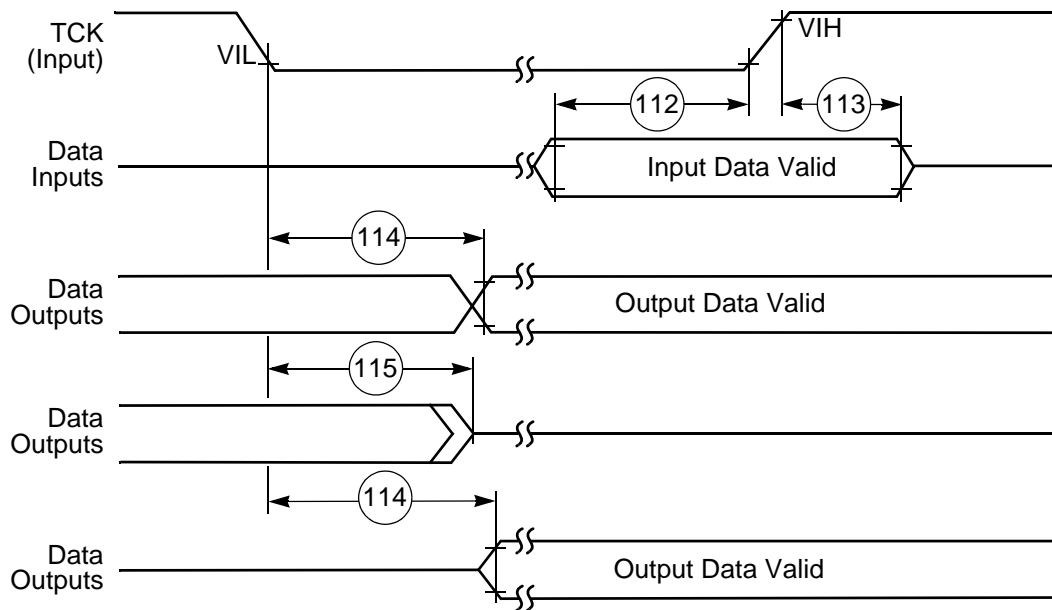 TCK
(Input)
VIL
VIH
112
113
Data
Inputs
Input Data Valid
114
Data
Outputs
Output Data Valid
115
Data
Outputs
114
Data
Outputs
Output Data Valid